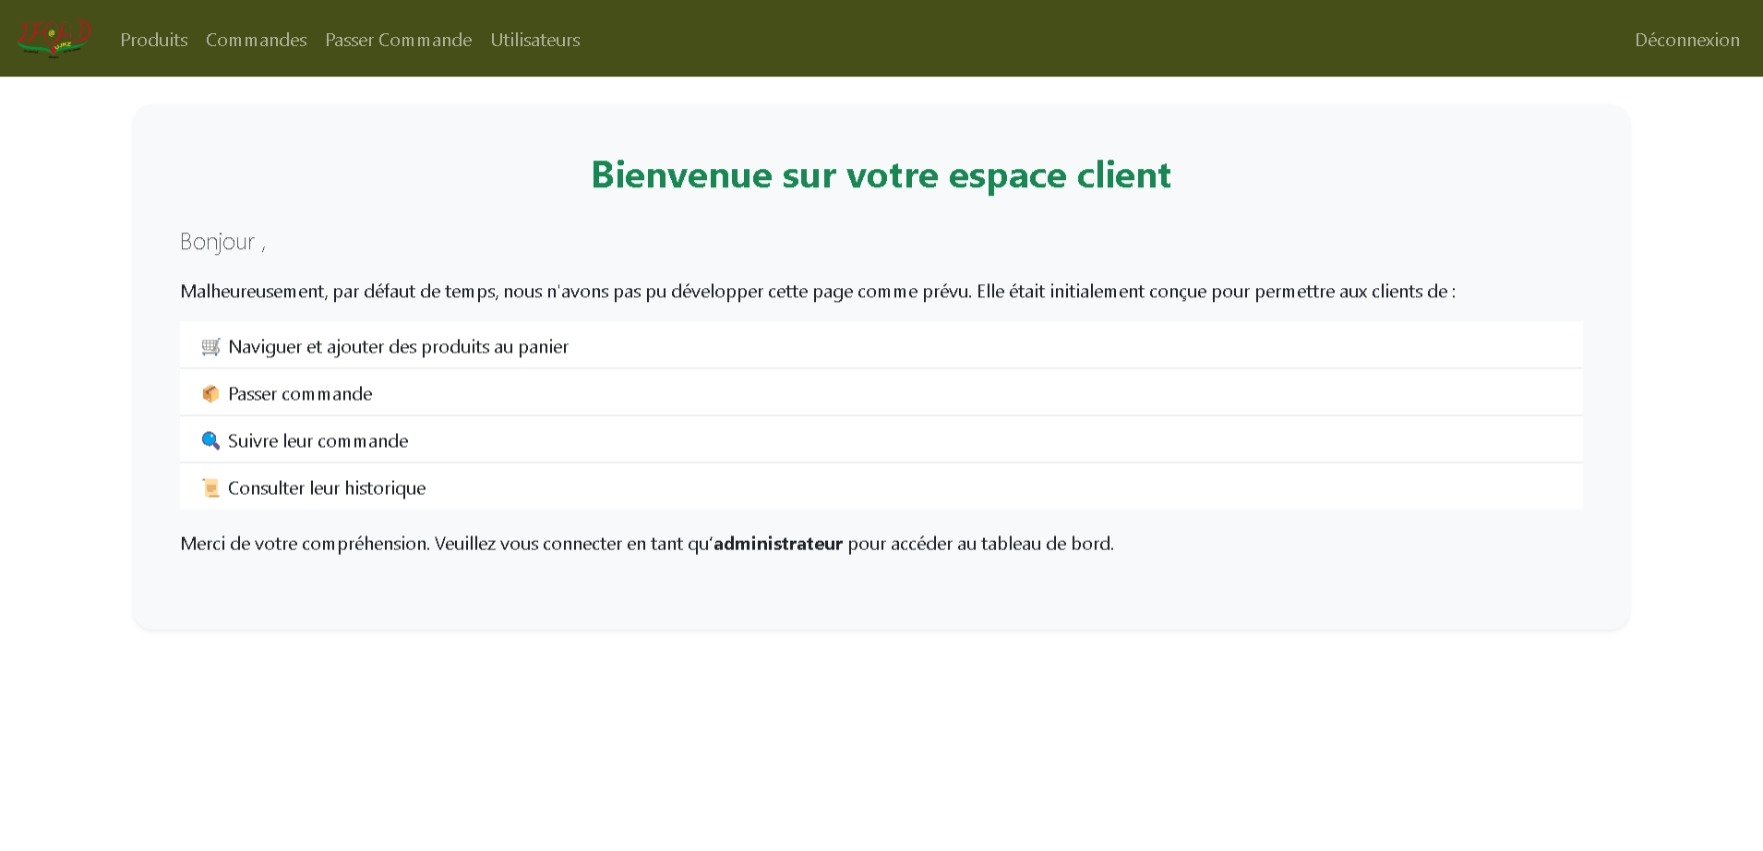 Produits Commandes Passer Commande Utilisateurs Déconnexion
Bienvenue sur votre espace client
Bonjour ,
Malheureusement, par défaut de temps, nous n'avons pas pu développer cette page comme prévu. Elle était initialement conçue pour permettre aux clients de :
🛒 Naviguer et ajouter des produits au panier
📦 Passer commande
🔍 Suivre leur commande
📜 Consulter leur historique
Merci de votre compréhension. Veuillez vous connecter en tant qu'administrateur pour accéder au tableau de bord.